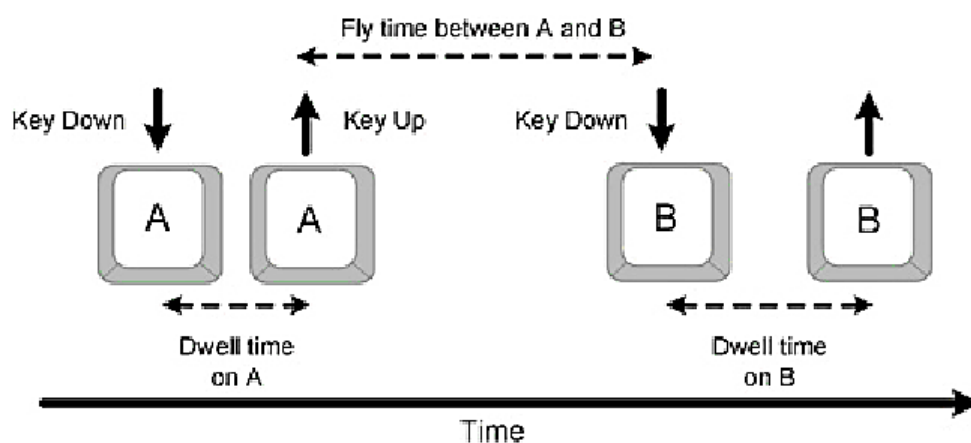 Fly time between A and B
Key Down
Key Up
Key Down
A
A
B
B
Dwell time
on A
Dwell time
on B
Time